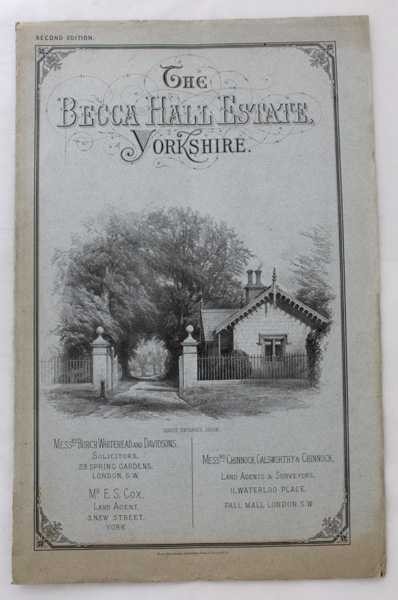 SECOND EDITION.
THE
BECCA HALL ESTATE,
YORKSHIRE.
NORTH ENTRANCE LODGE.
MESSRS BURCH WHITEHEAD AND DAVIDSONS,
SOLICITORS,
29, SPRING GARDENS,
LONDON, S.W.
MR E. S. COX,
LAND AGENT,
3, NEW STREET,
YORK
MESSRS CHINNOCK, GALSWORTHY & CHINNOCK,
LAND AGENTS & SURVEYORS,
11, WATERLOO PLACE,
PALL MALL LONDON. S.W.